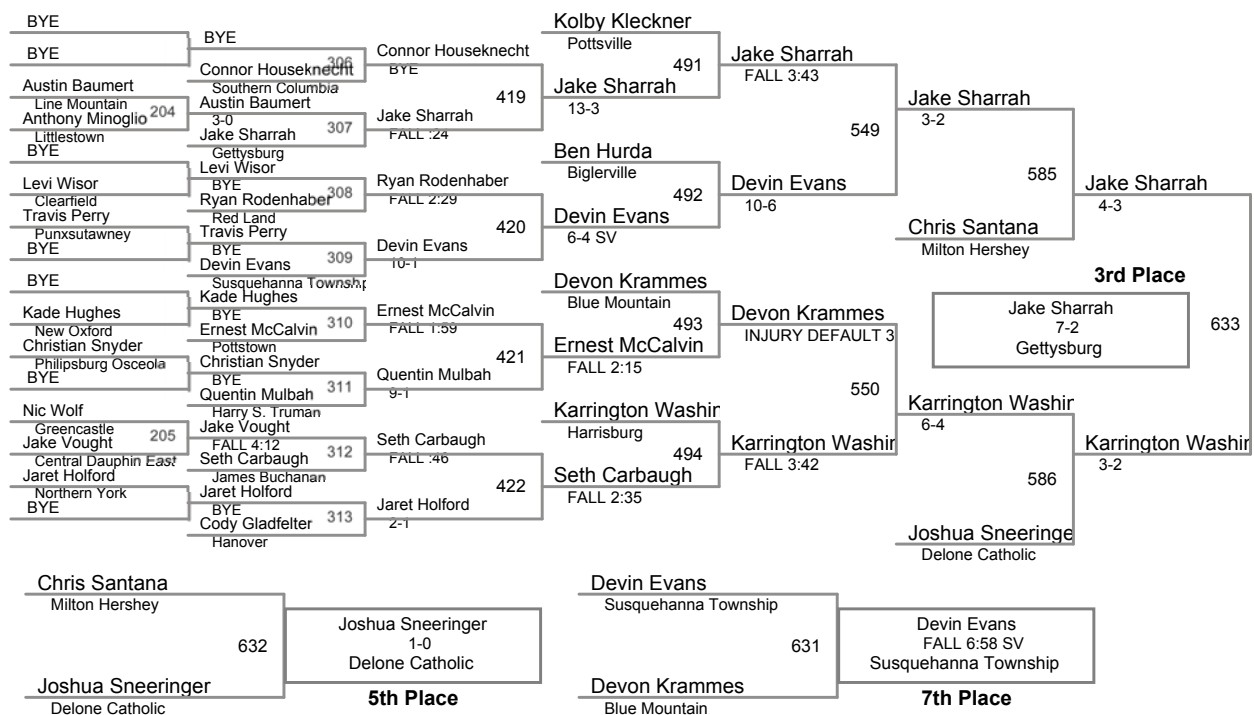 BYE
BYE
Austin Baumert
Line Mountain
204
Anthony Minoglio
Littlestown
BYE
Levi Wisor
Clearfield
Travis Perry
Punxsutawney
BYE
BYE
Kade Hughes
New Oxford
Christian Snyder
Philipsburg Osceola
BYE
Nic Wolf
Greencastle
205
Jake Vought
Central Dauphin East
Jaret Holford
Northern York
BYE
BYE
306
Connor Houseknecht
Southern Columbia
Austin Baumert
3-0
307
Jake Sharrah
Gettysburg
Levi Wisor
BYE
308
Ryan Rodenhaber
Red Land
Travis Perry
BYE
309
Devin Evans
Susquehanna Townshp
Kade Hughes
BYE
310
Ernest McCalvin
Pottstown
Christian Snyder
BYE
311
Quentin Mulbah
Harry S. Truman
Jake Vought
FALL 4:12
312
Seth Carbaugh
James Buchanan
Jaret Holford
BYE
313
Cody Gladfelter
Hanover
Connor Houseknecht
BYE
419
Jake Sharrah
FALL :24
Ryan Rodenhaber
FALL 2:29
420
Devin Evans
10-1
Ernest McCalvin
FALL 1:59
421
Quentin Mulbah
9-1
Seth Carbaugh
FALL :46
422
Jaret Holford
2-1
Kolby Kleckner
Pottsville
491
Jake Sharrah
13-3
Ben Hurda
Biglerville
492
Devin Evans
6-4 SV
Devon Krammes
Blue Mountain
493
Ernest McCalvin
FALL 2:15
Karrington Washin
Harrisburg
494
Seth Carbaugh
FALL 2:35
Jake Sharrah
FALL 3:43
549
Devin Evans
10-6
Devon Krammes
INJURY DEFAULT 3
550
Karrington Washin
FALL 3:42
Jake Sharrah
3-2
585
Chris Santana
Milton Hershey
Karrington Washin
6-4
586
Joshua Sneeringe
Delone Catholic
Jake Sharrah
4-3
633
Karrington Washin
3-2
3rd Place
Jake Sharrah
7-2
Gettysburg
Chris Santana
Milton Hershey
632
Joshua Sneeringer
Delone Catholic
Joshua Sneeringer
1-0
Delone Catholic
5th Place
Devin Evans
Susquehanna Township
631
Devon Krammes
Blue Mountain
Devin Evans
FALL 6:58 SV
Susquehanna Township
7th Place